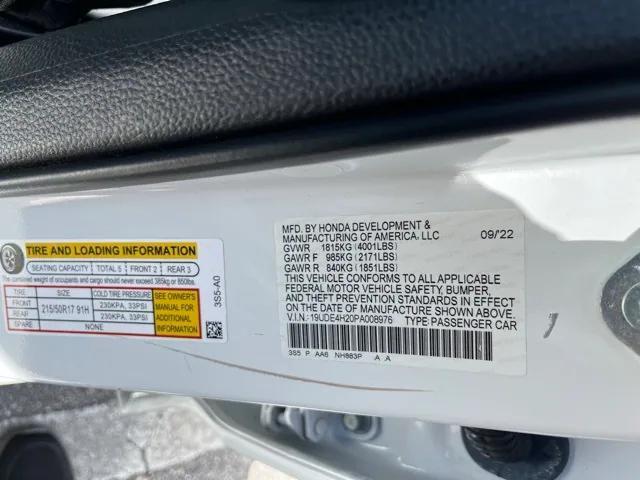 TIRE AND LOADING INFORMATION
SEATING CAPACITY TOTAL 5 FRONT 2 REAR 3
The combined weight of occupants and cargo should never exceed 385kg or 850lbs.
TIRE SIZE COLD TIRE PRESSURE
FRONT 215/50R17 91H 230KPA, 33PSI
REAR 230KPA, 33PSI
SPARE NONE
SEE OWNER'S
MANUAL FOR
ADDITIONAL
INFORMATION
3S5-A0
MFD. BY HONDA DEVELOPMENT &
MANUFACTURING OF AMERICA, LLC 09/22
GVWR 1815KG (4001LBS)
GAWR F 985KG (2171LBS)
GAWR R 840KG (1851LBS)
THIS VEHICLE CONFORMS TO ALL APPLICABLE
FEDERAL MOTOR VEHICLE SAFETY, BUMPER,
AND THEFT PREVENTION STANDARDS IN EFFECT
ON THE DATE OF MANUFACTURE SHOWN ABOVE.
V.I.N.: 19UDE4H20PA008976 TYPE: PASSENGER CAR
3S5 P AA6 NH883P A A